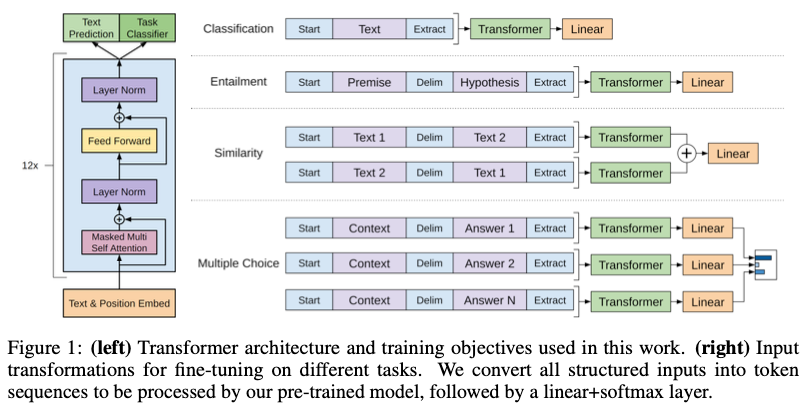 Text Prediction
Task Classifier
12x
Layer Norm
Feed Forward
Layer Norm
Masked Multi Self Attention
Text & Position Embed
Classification
Start Text Extract Transformer Linear
Entailment
Start Premise Delim Hypothesis Extract Transformer Linear
Similarity
Start Text 1 Delim Text 2 Extract Transformer
Start Text 2 Delim Text 1 Extract Transformer
Linear
Multiple Choice
Start Context Delim Answer 1 Extract Transformer Linear
Start Context Delim Answer 2 Extract Transformer Linear
Start Context Delim Answer N Extract Transformer Linear
Figure 1: (left) Transformer architecture and training objectives used in this work. (right) Input
transformations for fine-tuning on different tasks. We convert all structured inputs into token
sequences to be processed by our pre-trained model, followed by a linear+softmax layer.